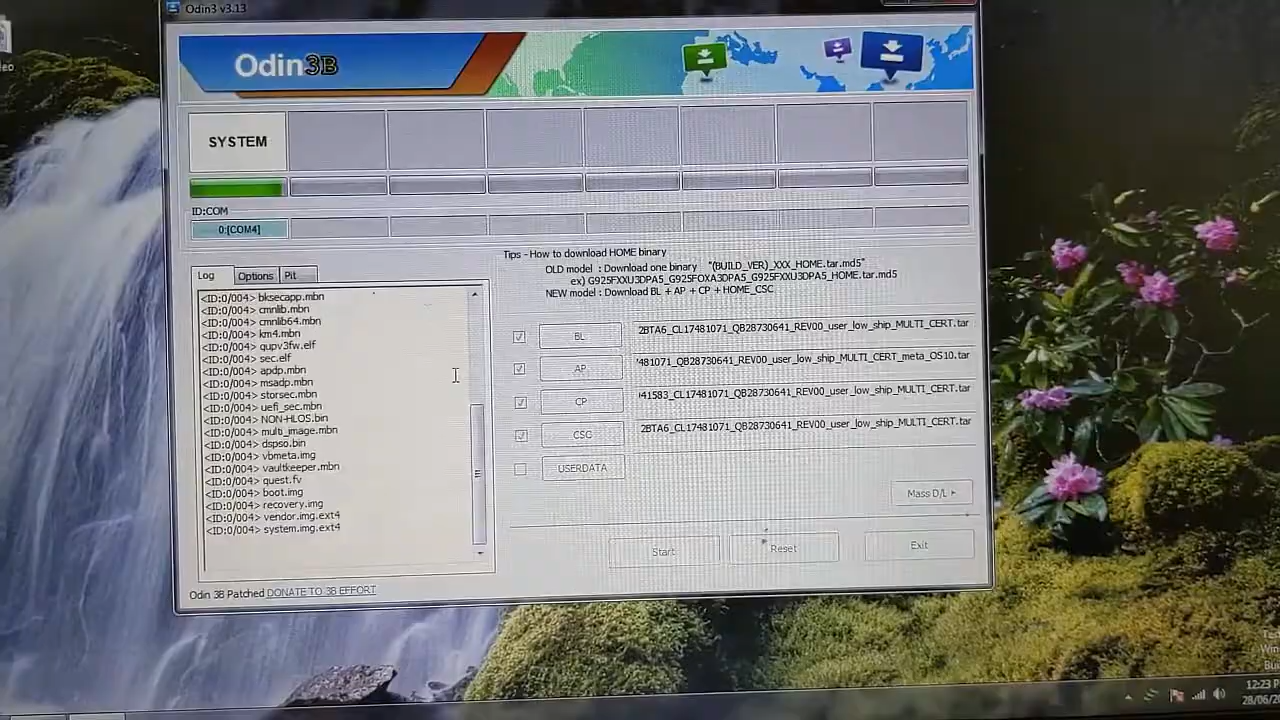 Odin3 v3.13
Odin3B
SYSTEM
ID:COM
0:[COM4]
Log
Options
Pit
<ID:0/004> bksecapp.mbn
<ID:0/004> cmnlib.mbn
<ID:0/004> cmnlib64.mbn
<ID:0/004> km4.mbn
<ID:0/004> qupv3fw.elf
<ID:0/004> sec.elf
<ID:0/004> apdp.mbn
<ID:0/004> msadp.mbn
<ID:0/004> storsec.mbn
<ID:0/004> uefi_sec.mbn
<ID:0/004> NON-HLOS.bin
<ID:0/004> multi_image.mbn
<ID:0/004> dspso.bin
<ID:0/004> vbmeta.img
<ID:0/004> vaultkeeper.mbn
<ID:0/004> quest.fv
<ID:0/004> boot.img
<ID:0/004> recovery.img
<ID:0/004> vendor.img.ext4
<ID:0/004> system.img.ext4
Odin 3B Patched DONATE TO 3B EFFORT
Tips - How to download HOME binary
OLD model : Download one binary "(BUILD_VER)_XXX_HOME.tar.md5"
ex) G925FXXU3DPA5_G925FOXA3DPA5_G925FXXU3DPA5_HOME.tar.md5
NEW model : Download BL + AP + CP + HOME_CSC
BL 2BTA6_CL17481071_QB28730641_REV00_user_low_ship_MULTI_CERT.tar
AP '481071_QB28730641_REV00_user_low_ship_MULTI_CERT_meta_OS10.tar
CP 41583_CL17481071_QB28730641_REV00_user_low_ship_MULTI_CERT.tar
CSC 2BTA6_CL17481071_QB28730641_REV00_user_low_ship_MULTI_CERT.tar
USERDATA
Mass D/L
Start
Reset
Exit
12:23 P
28/06/20